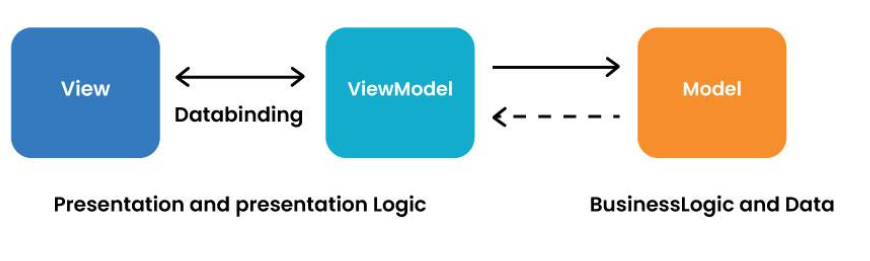 View
ViewModel
Model
Databinding
Presentation and presentation Logic
BusinessLogic and Data